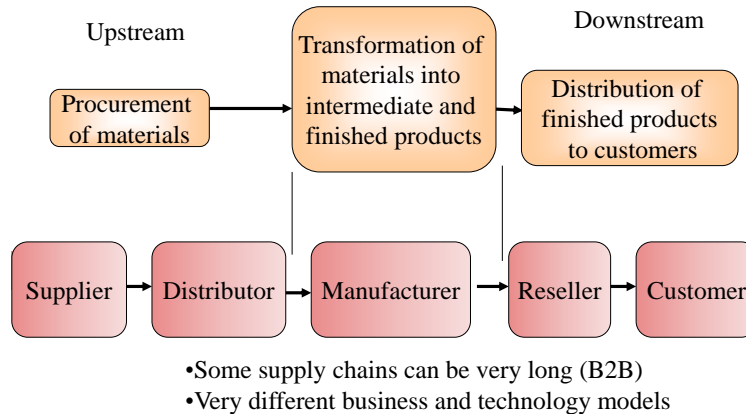 Upstream
Downstream
Transformation of
materials into
intermediate and
finished products
Procurement
of materials
Distribution of
finished products
to customers
Supplier
Distributor
Manufacturer
Reseller
Customer
•Some supply chains can be very long (B2B)
•Very different business and technology models